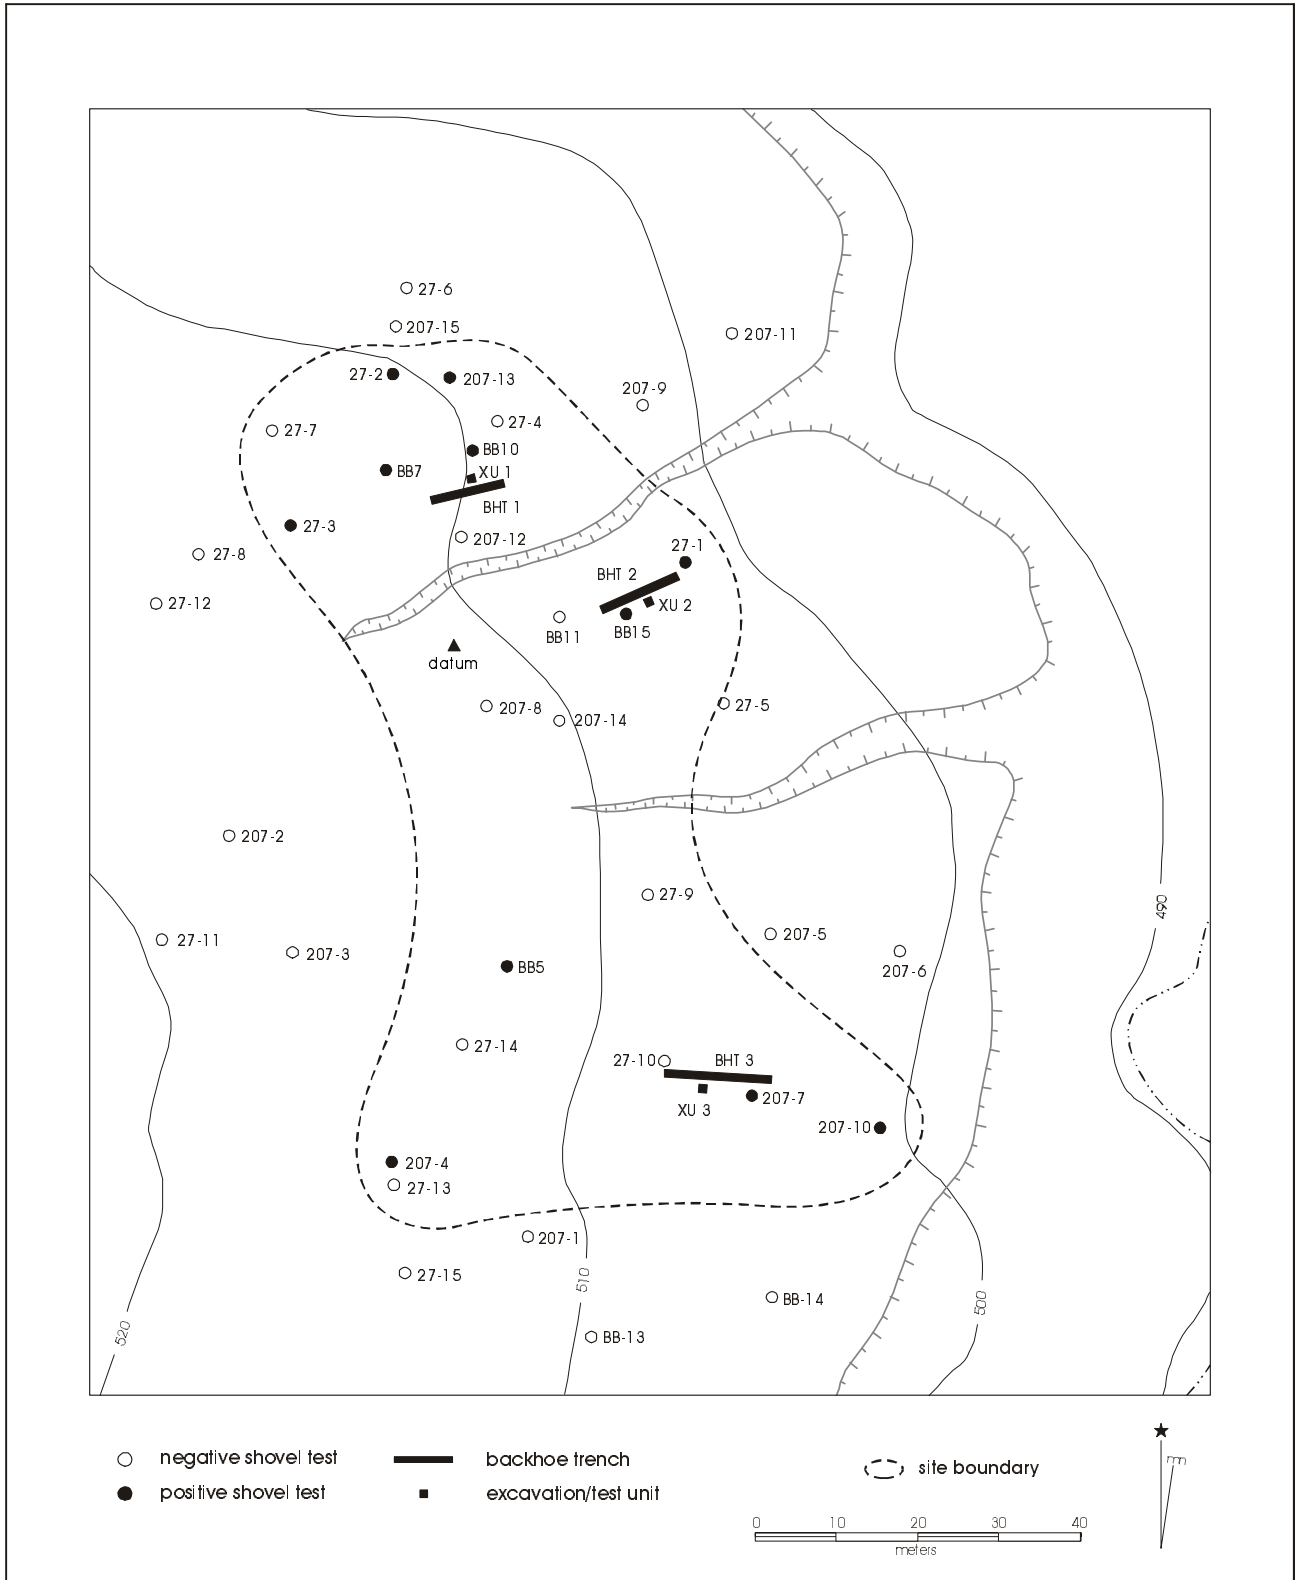 27-6
207-15
207-11
27-2
207-13
207-9
27-4
27-7
BB10
BB7
XU 1
BHT 1
27-3
207-12
27-8
27-1
BHT 2
27-12
XU 2
BB11
BB15
datum
207-8
207-14
27-5
207-2
27-9
490
27-11
207-3
207-5
BB5
207-6
27-14
27-10
BHT 3
207-7
XU 3
207-10
207-4
27-13
207-1
27-15
510
BB-14
500
520
BB-13
negative shovel test
backhoe trench
site boundary
positive shovel test
excavation/test unit
0 10 20 30 40
meters